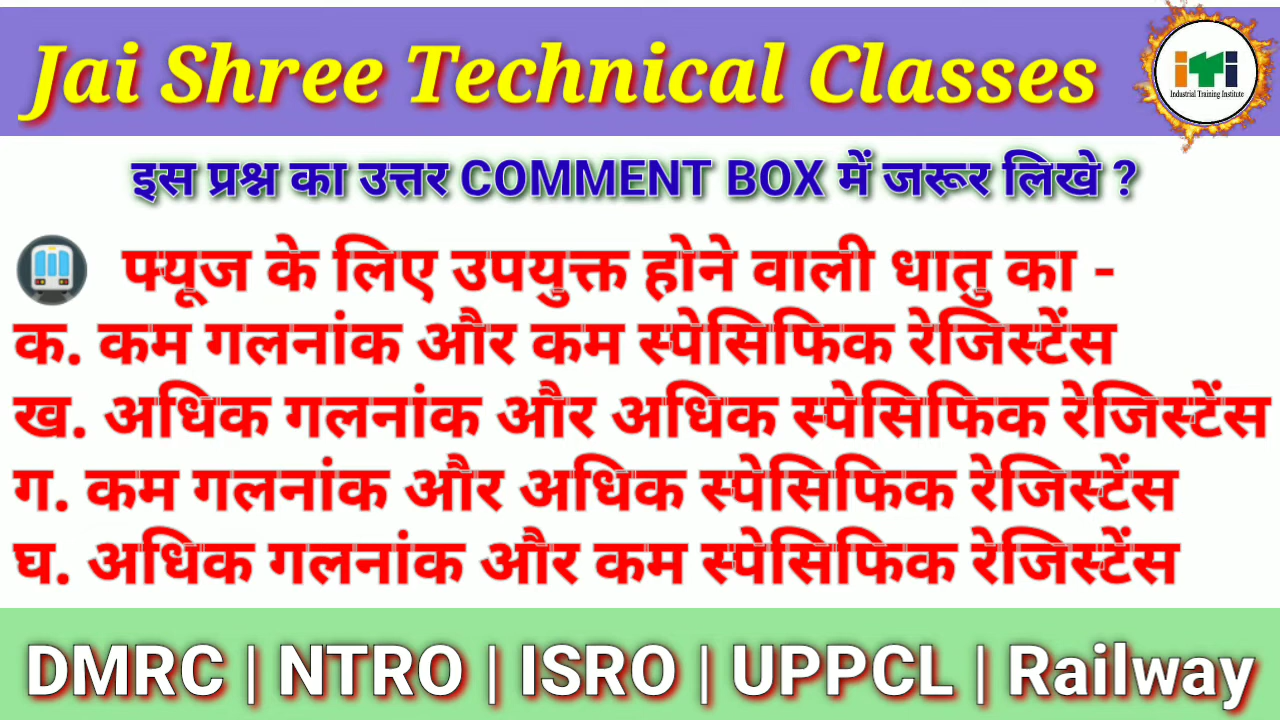 Jai Shree Technical Classes
iTi
Industrial Training Institute
इस प्रश्न का उत्तर COMMENT BOX में जरूर लिखे ?
फ्यूज के लिए उपयुक्त होने वाली धातु का -
क. कम गलनांक और कम स्पेसिफिक रेजिस्टेंस
ख. अधिक गलनांक और अधिक स्पेसिफिक रेजिस्टेंस
ग. कम गलनांक और अधिक स्पेसिफिक रेजिस्टेंस
घ. अधिक गलनांक और कम स्पेसिफिक रेजिस्टेंस
DMRC | NTRO | ISRO | UPPCL | Railway